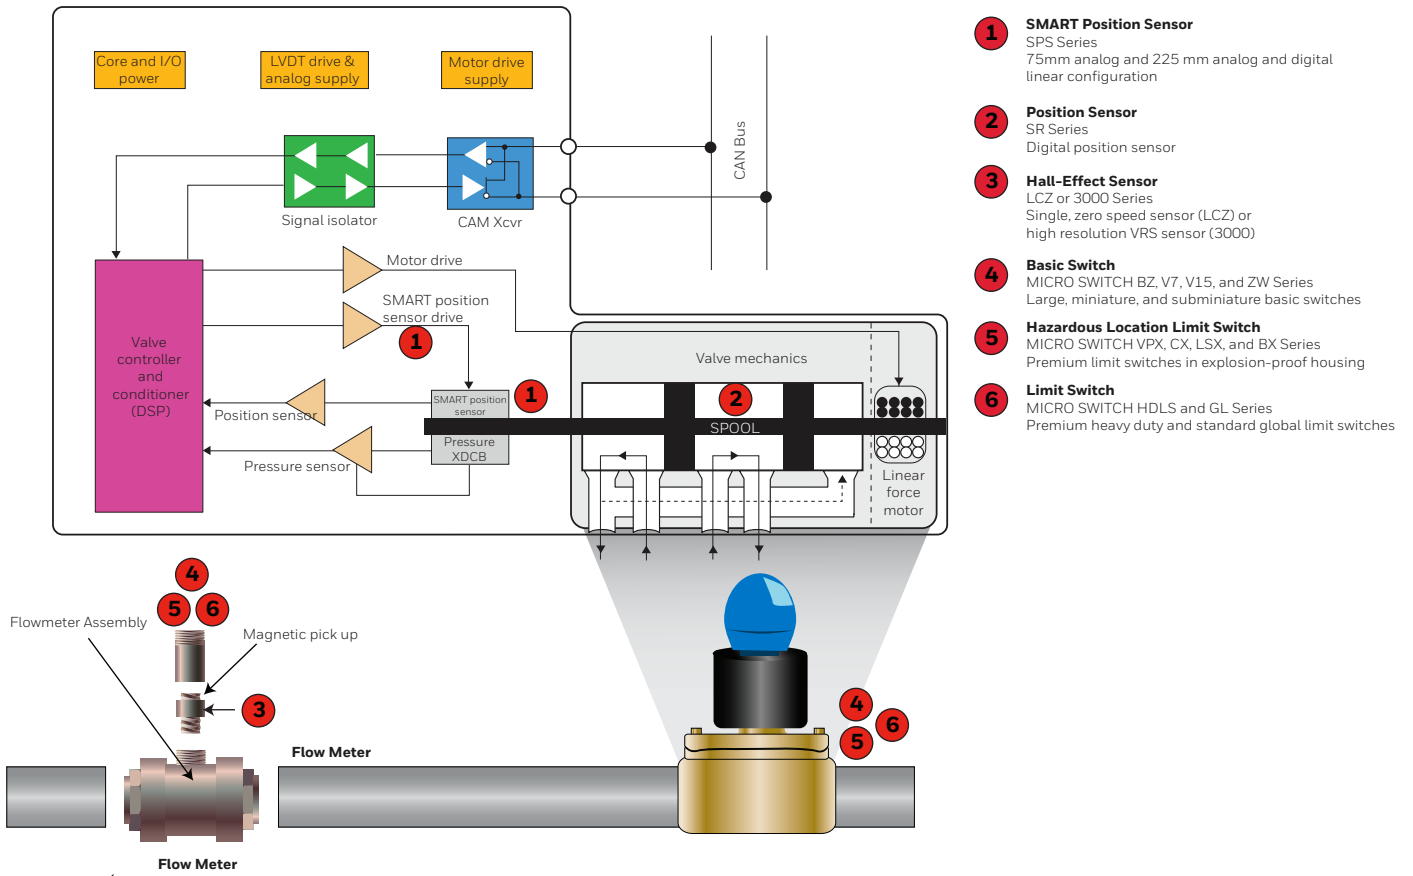 Core and I/O
power
LVDT drive &
analog supply
Motor drive
supply
CAN Bus
Signal isolator
CAM Xcvr
Motor drive
SMART position
sensor drive
1
Valve
controller
and
conditioner
(DSP)
Position sensor
Pressure sensor
SMART position
sensor
1
Pressure
XDCB
Valve mechanics
2
SPOOL
Linear
force
motor
4
5 6
Flowmeter Assembly
Magnetic pick up
3
Flow Meter
Flow Meter
4
6
5
1
SMART Position Sensor
SPS Series
75mm analog and 225 mm analog and digital
linear configuration
2
Position Sensor
SR Series
Digital position sensor
3
Hall-Effect Sensor
LCZ or 3000 Series
Single, zero speed sensor (LCZ) or
high resolution VRS sensor (3000)
4
Basic Switch
MICRO SWITCH BZ, V7, V15, and ZW Series
Large, miniature, and subminiature basic switches
5
Hazardous Location Limit Switch
MICRO SWITCH VPX, CX, LSX, and BX Series
Premium limit switches in explosion-proof housing
6
Limit Switch
MICRO SWITCH HDLS and GL Series
Premium heavy duty and standard global limit switches